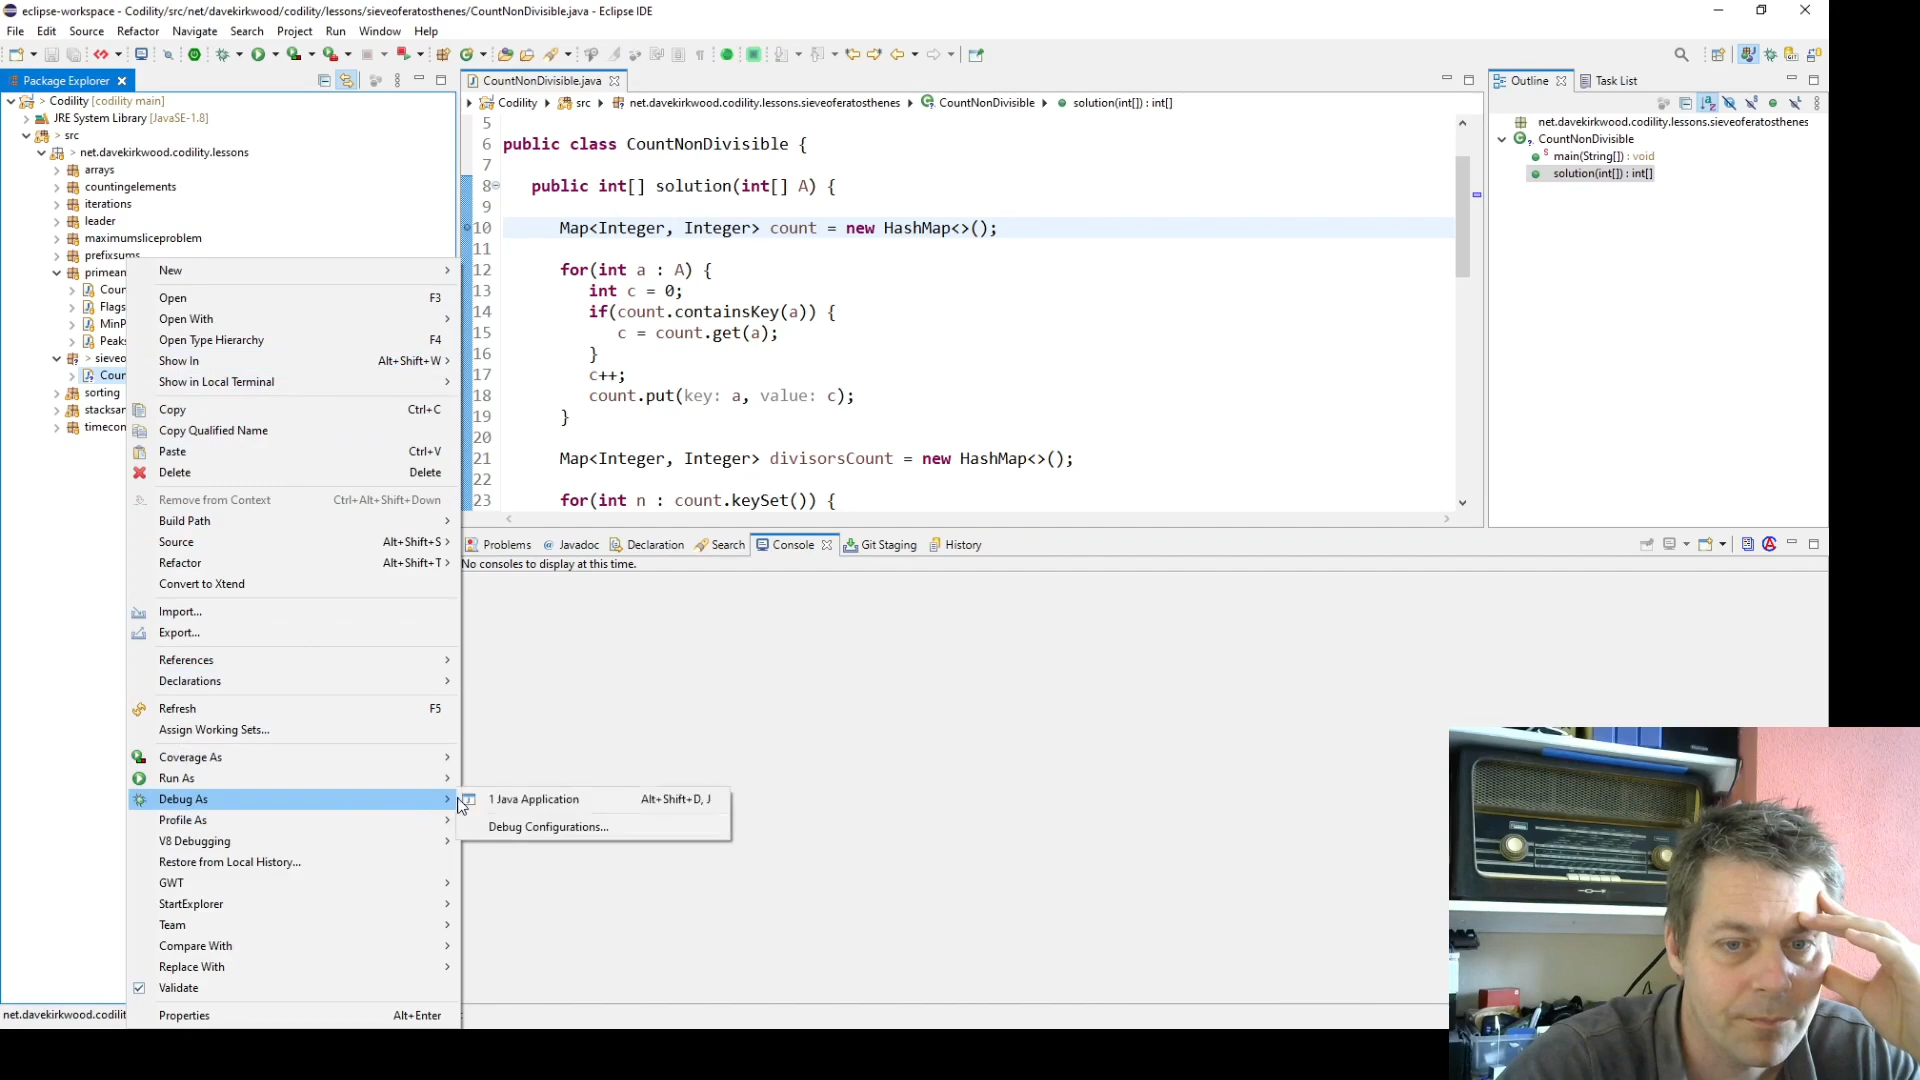 eclipse-workspace - Codility/src/net/davekirkwood/codility/lessons/sieveoferatosthenes/CountNonDivisible.java - Eclipse IDE
File Edit Source Refactor Navigate Search Project Run Window Help
Package Explorer
> Codility [codility main]
JRE System Library [JavaSE-1.8]
> src
> net.davekirkwood.codility.lessons
arrays
countingelements
iterations
leader
maximumsliceproblem
prefixsums
primean
Coun
Flags
MinP
Peaks
> sieveo
Coun
sorting
stacksan
timecon
net.davekirkwood.codilit
New
Open F3
Open With
Open Type Hierarchy F4
Show In Alt+Shift+W
Show in Local Terminal
Copy Ctrl+C
Copy Qualified Name
Paste Ctrl+V
Delete Delete
Remove from Context Ctrl+Alt+Shift+Down
Build Path
Source Alt+Shift+S
Refactor Alt+Shift+T
Convert to Xtend
Import...
Export...
References
Declarations
Refresh F5
Assign Working Sets...
Coverage As
Run As
Debug As
Profile As
V8 Debugging
Restore from Local History...
GWT
StartExplorer
Team
Compare With
Replace With
Validate
Properties Alt+Enter
1 Java Application Alt+Shift+D, J
Debug Configurations...
CountNonDivisible.java
Codility src net.davekirkwood.codility.lessons.sieveoferatosthenes CountNonDivisible solution(int[]) : int[]
5
6 public class CountNonDivisible {
7
8 public int[] solution(int[] A) {
9
10 Map<Integer, Integer> count = new HashMap<>();
11
12 for(int a : A) {
13 int c = 0;
14 if(count.containsKey(a)) {
15 c = count.get(a);
16 }
17 c++;
18 count.put(key: a, value: c);
19 }
20
21 Map<Integer, Integer> divisorsCount = new HashMap<>();
22
23 for(int n : count.keySet()) {
Problems Javadoc Declaration Search Console Git Staging History
No consoles to display at this time.
Outline Task List
net.davekirkwood.codility.lessons.sieveoferatosthenes
CountNonDivisible
main(String[]) : void
solution(int[]) : int[]